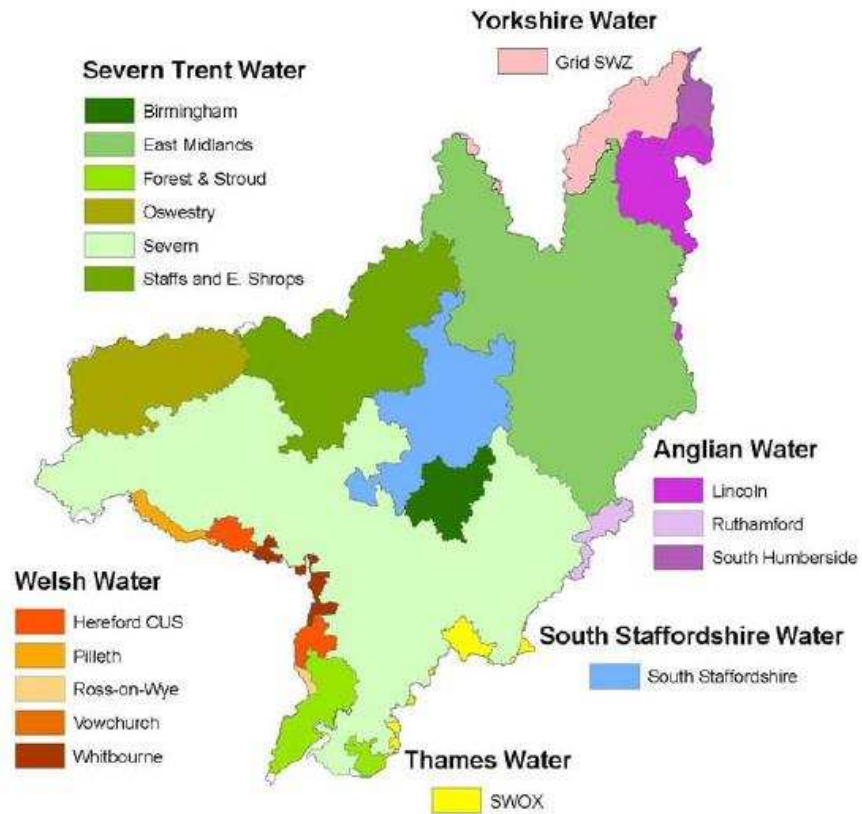 Yorkshire Water
Grid SWZ
Severn Trent Water
Birmingham
East Midlands
Forest & Stroud
Oswestry
Severn
Staffs and E. Shrops
Anglian Water
Lincoln
Ruthamford
South Humberside
Welsh Water
Hereford CUS
Pilleth
Ross-on-Wye
Vowchurch
Whitbourne
South Staffordshire Water
South Staffordshire
Thames Water
SWOX